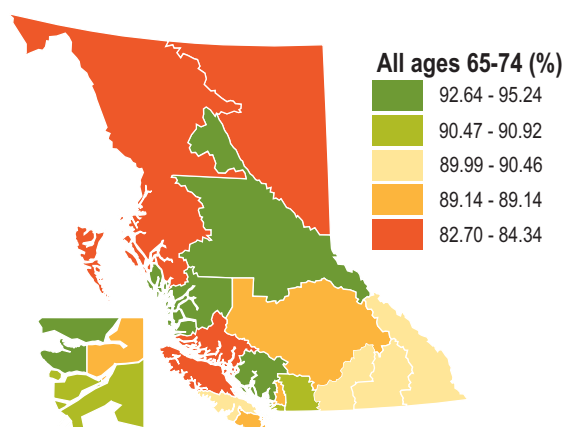 All ages 65-74 (%)
92.64 - 95.24
90.47 - 90.92
89.99 - 90.46
89.14 - 89.14
82.70 - 84.34